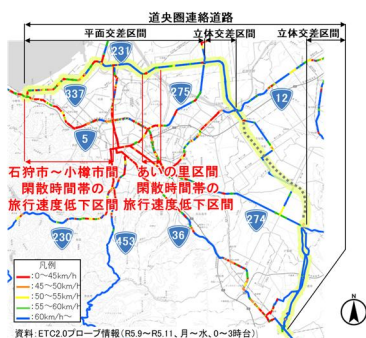 道央圏連絡道路
平面交差区間
立体交差区間
立体交差区間
231
337
275
12
5
石狩市～小樽市間
閑散時間帯の
旅行速度低下区間
あいの里区間
閑散時間帯の
旅行速度低下区間
230
453
36
274
凡例
:0～45km/h
:45～50km/h
:50～55km/h
:55～60km/h
:60km/h～
N
資料:ETC2.0プローブ情報(R5.9～R5.11、月～水、0～3時台)